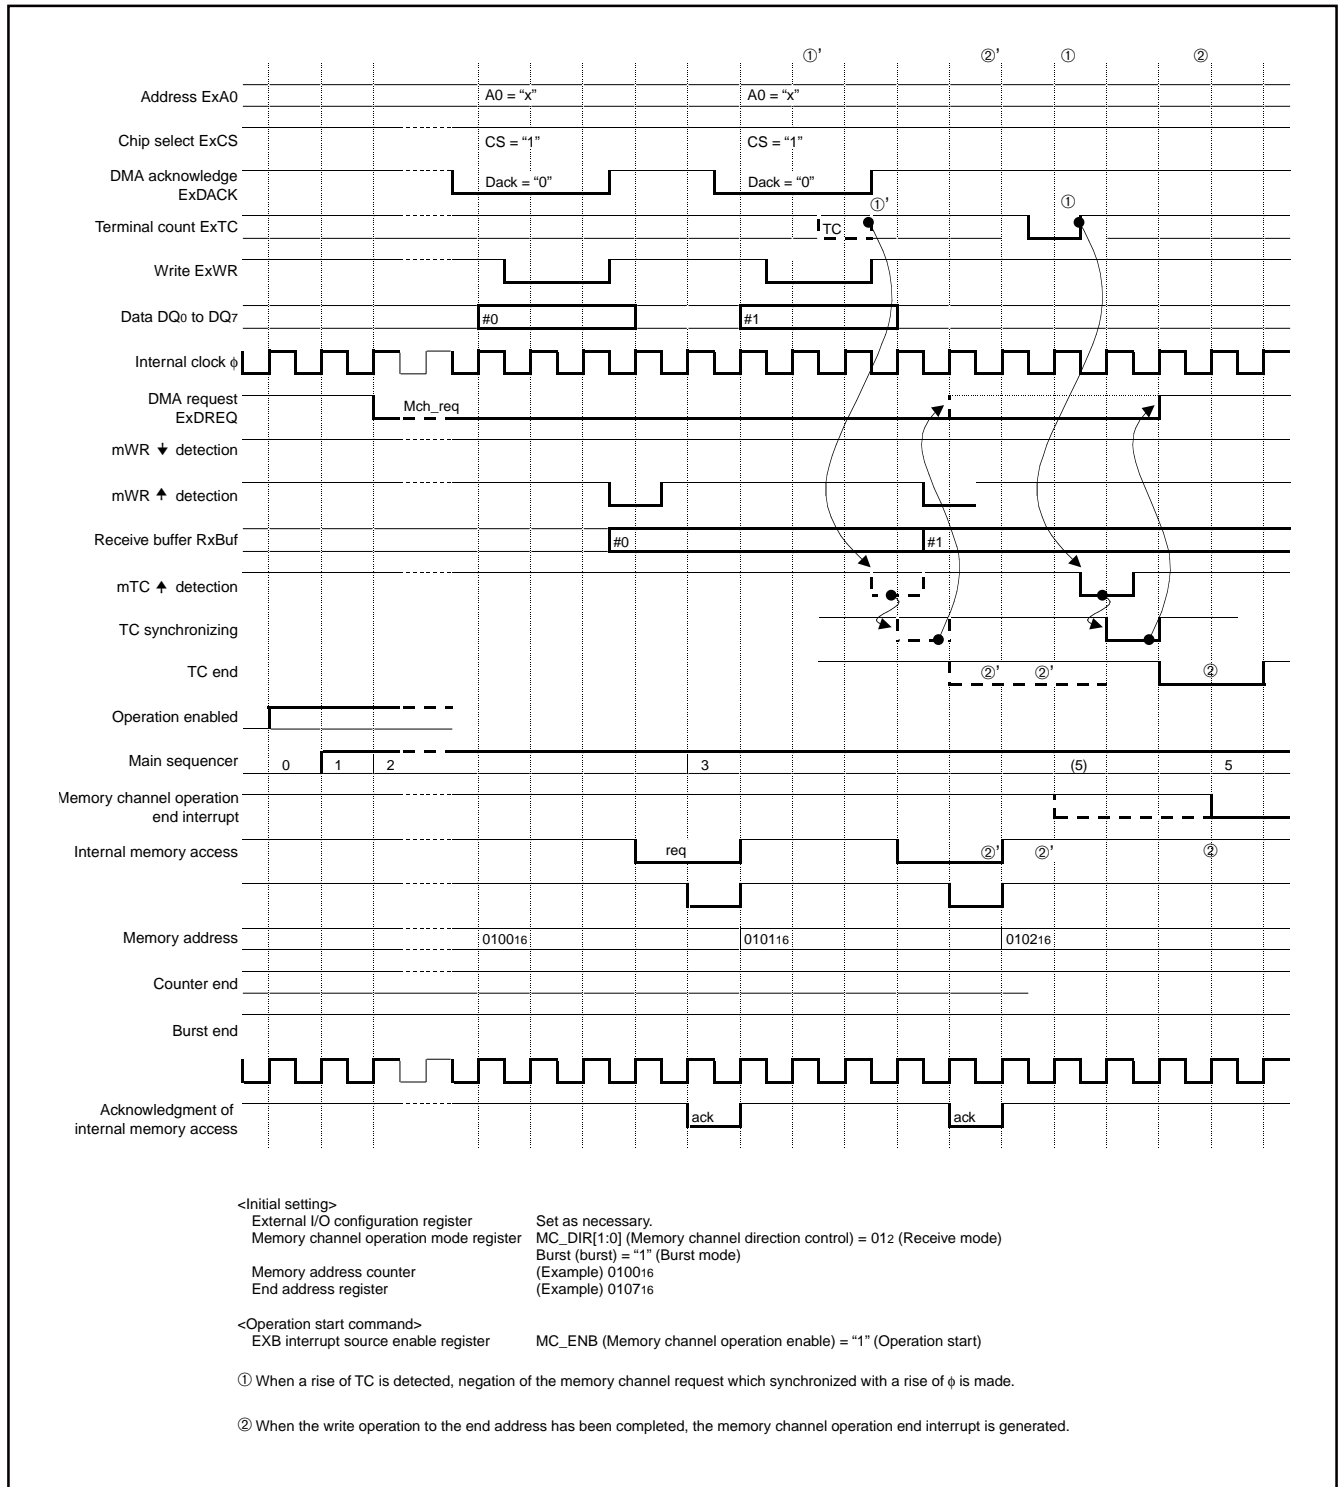 ①’ ②’ ① ②
Address ExA0 A0 = “x” A0 = “x”
Chip select ExCS CS = “1” CS = “1”
DMA acknowledge
ExDACK Dack = “0” Dack = “0”
①’ ①
Terminal count ExTC TC
Write ExWR
Data DQ0 to DQ7 #0 #1
Internal clock ϕ
DMA request
ExDREQ Mch_req
mWR detection
mWR detection
Receive buffer RxBuf #0 #1
mTC detection
TC synchronizing
TC end ②’ ②’ ②
Operation enabled
Main sequencer 0 1 2 3 (5) 5
Memory channel operation
end interrupt
Internal memory access req ②’ ②’ ②
Memory address 010016 010116 010216
Counter end
Burst end
Acknowledgment of
internal memory access ack ack
<Initial setting>
External I/O configuration register Set as necessary.
Memory channel operation mode register MC_DIR[1:0] (Memory channel direction control) = 012 (Receive mode)
Burst (burst) = “1” (Burst mode)
Memory address counter (Example) 010016
End address register (Example) 010716
<Operation start command>
EXB interrupt source enable register MC_ENB (Memory channel operation enable) = “1” (Operation start)
① When a rise of TC is detected, negation of the memory channel request which synchronized with a rise of ϕ is made.
② When the write operation to the end address has been completed, the memory channel operation end interrupt is generated.